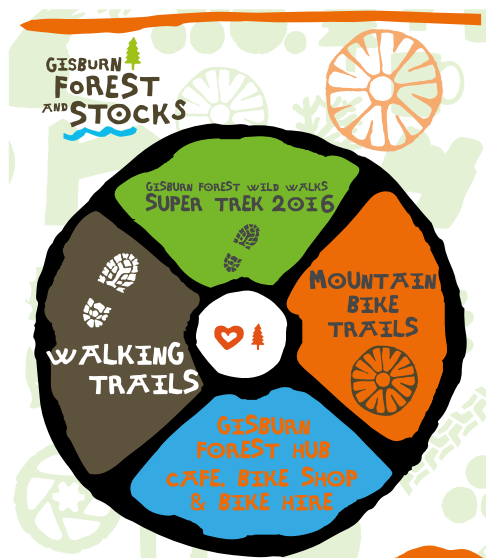 GISBURN
FOREST
AND STOCKS
GISBURN FOREST WILD WALKS
SUPER TREK 2016
MOUNTAIN
BIKE
TRAILS
WALKING
TRAILS
GISBURN
FOREST HUB
CAFE, BIKE SHOP
& BIKE HIRE